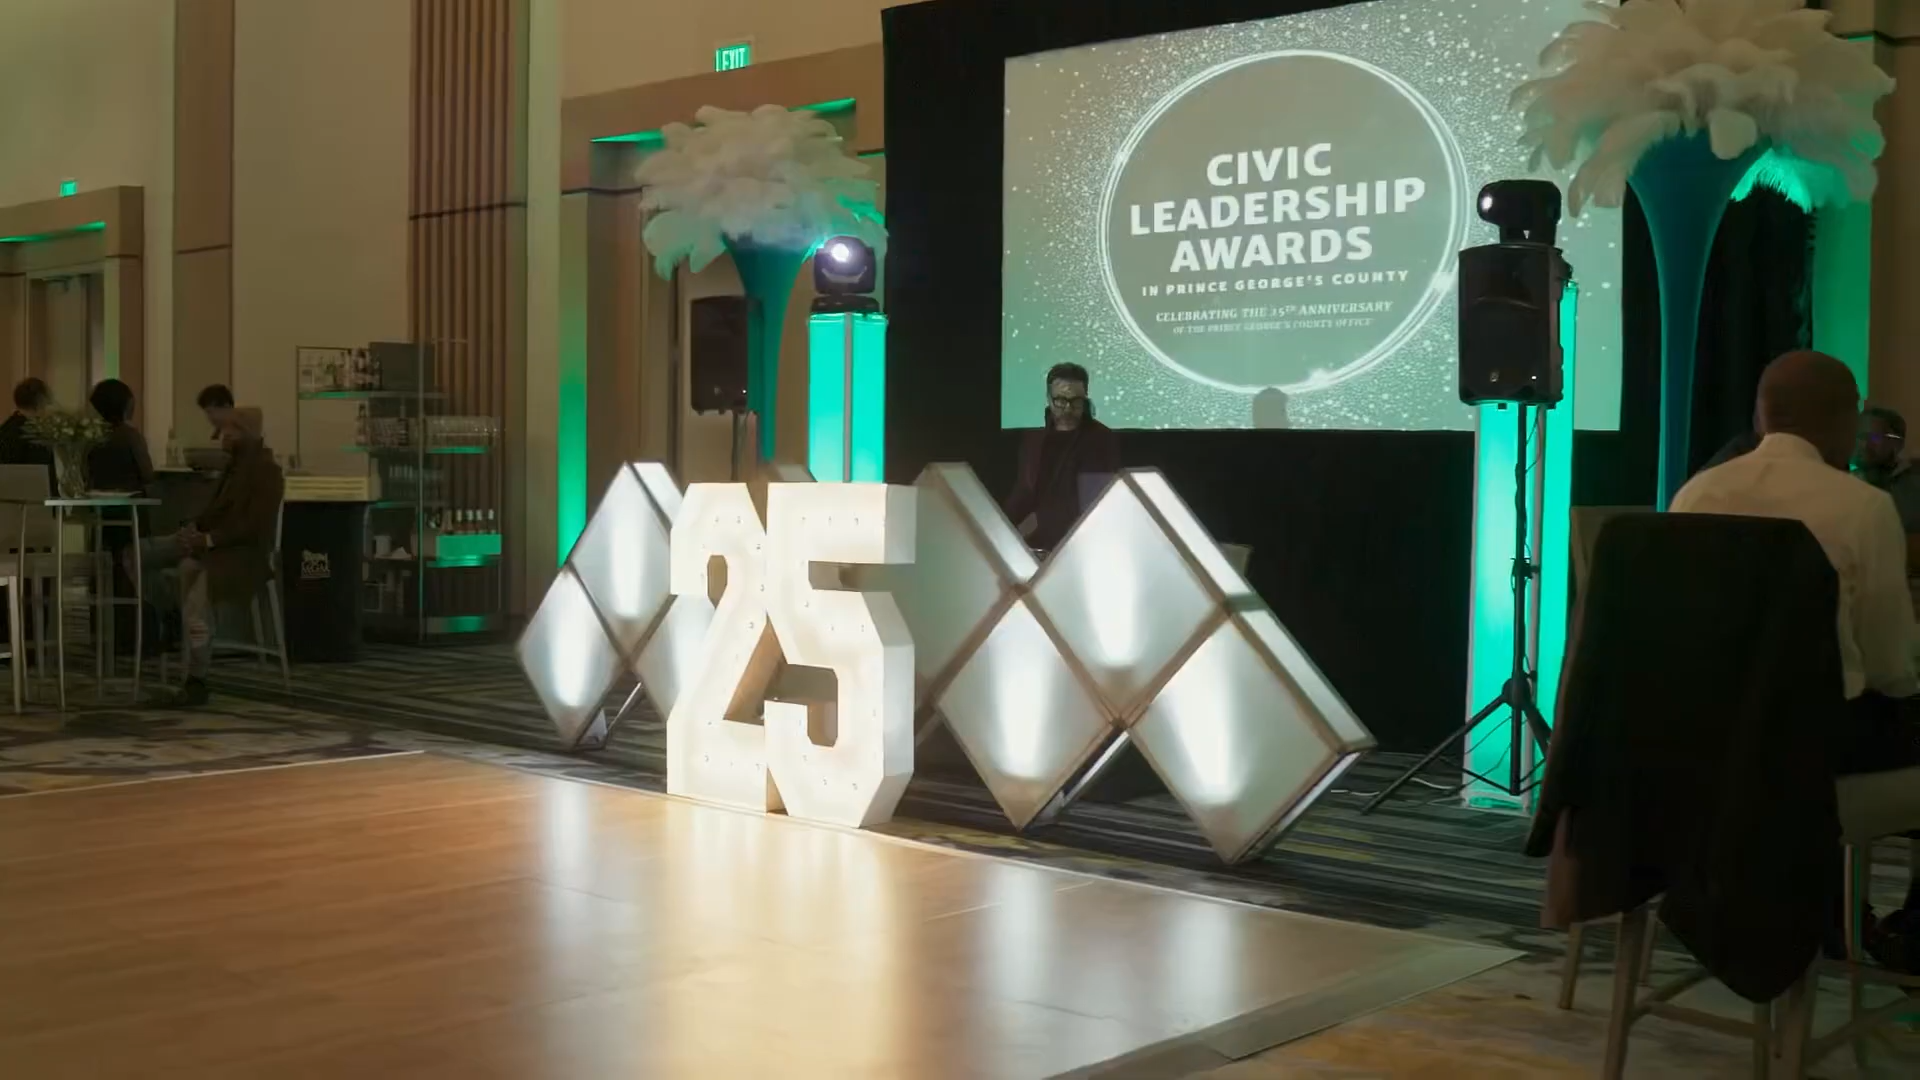 EXIT
CIVIC
LEADERSHIP
AWARDS
IN PRINCE GEORGE'S COUNTY
CELEBRATING THE 25TH ANNIVERSARY
OF THE PRINCE GEORGE'S COUNTY OFFICE
25
MGM